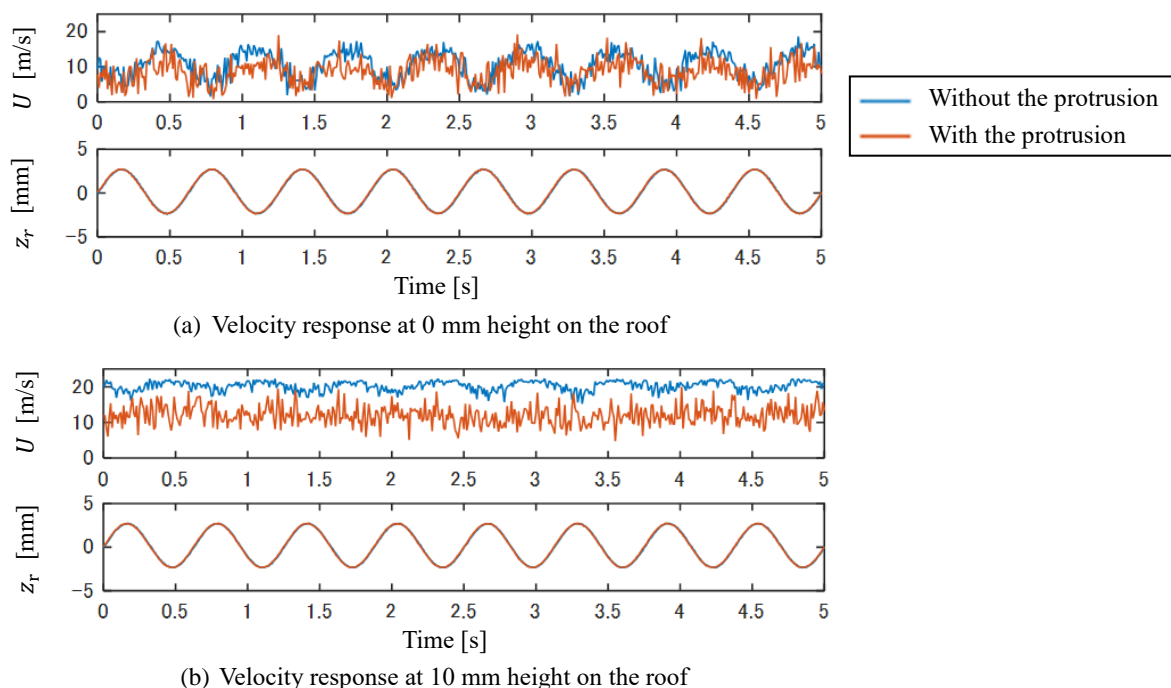 20
10
0
U [m/s]
0 0.5 1 1.5 2 2.5 3 3.5 4 4.5 5
5
0
−5
z_r [mm]
0 0.5 1 1.5 2 2.5 3 3.5 4 4.5 5
Time [s]
(a) Velocity response at 0 mm height on the roof
Without the protrusion
With the protrusion
20
10
0
U [m/s]
0 0.5 1 1.5 2 2.5 3 3.5 4 4.5 5
5
0
−5
z_r [mm]
0 0.5 1 1.5 2 2.5 3 3.5 4 4.5 5
Time [s]
(b) Velocity response at 10 mm height on the roof